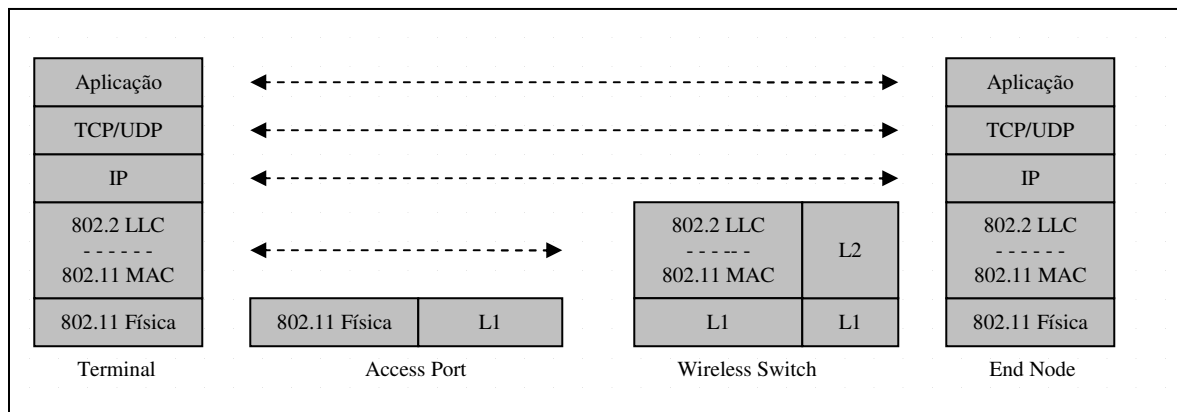 Aplicação
TCP/UDP
IP
802.2 LLC
- - - - - -
802.11 MAC
802.11 Física
Terminal
802.11 Física
L1
Access Port
802.2 LLC
- - - -- -
802.11 MAC
L2
L1
L1
Wireless Switch
Aplicação
TCP/UDP
IP
802.2 LLC
- - - - - -
802.11 MAC
802.11 Física
End Node